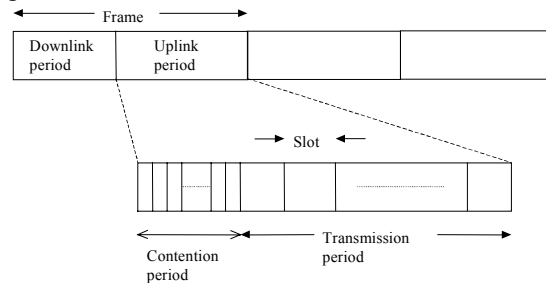 Frame
Downlink
period
Uplink
period
Slot
Contention
period
Transmission
period